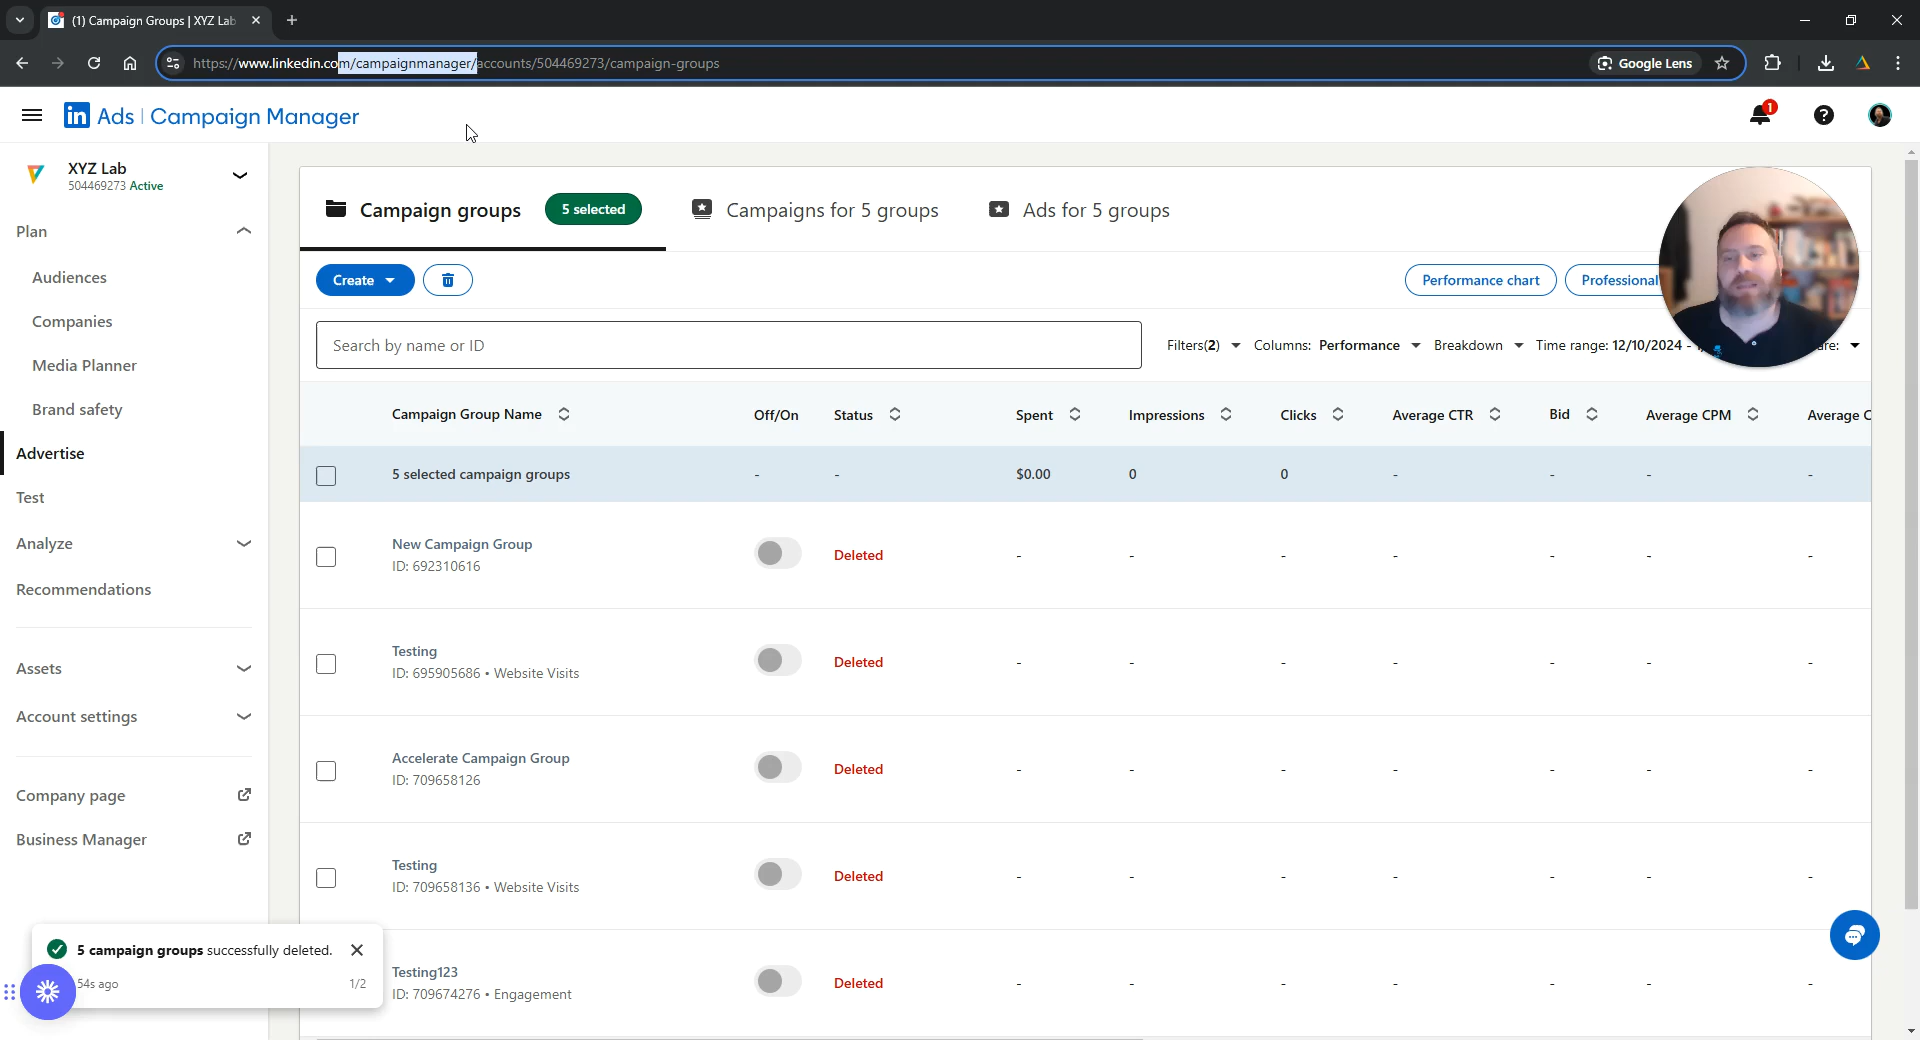 (1) Campaign Groups | XYZ Lab
https://www.linkedin.com/campaignmanager/accounts/504469273/campaign-groups
Google Lens
in Ads | Campaign Manager
1
XYZ Lab
504469273 Active
Plan
Audiences
Companies
Media Planner
Brand safety
Advertise
Test
Analyze
Recommendations
Assets
Account settings
Company page
Business Manager
Campaign groups 5 selected Campaigns for 5 groups Ads for 5 groups
Create
Performance chart Professional
Search by name or ID
Filters(2) Columns: Performance Breakdown Time range: 12/10/2024 -
Campaign Group Name Off/On Status Spent Impressions Clicks Average CTR Bid Average CPM Average C
5 selected campaign groups - - $0.00 0 0 - - - -
New Campaign Group
ID: 692310616
Deleted - - - - - - -
Testing
ID: 695905686 • Website Visits
Deleted - - - - - - -
Accelerate Campaign Group
ID: 709658126
Deleted - - - - - - -
Testing
ID: 709658136 • Website Visits
Deleted - - - - - - -
Testing123
ID: 709674276 • Engagement
Deleted - - - - - - -
5 campaign groups successfully deleted.
54s ago 1/2